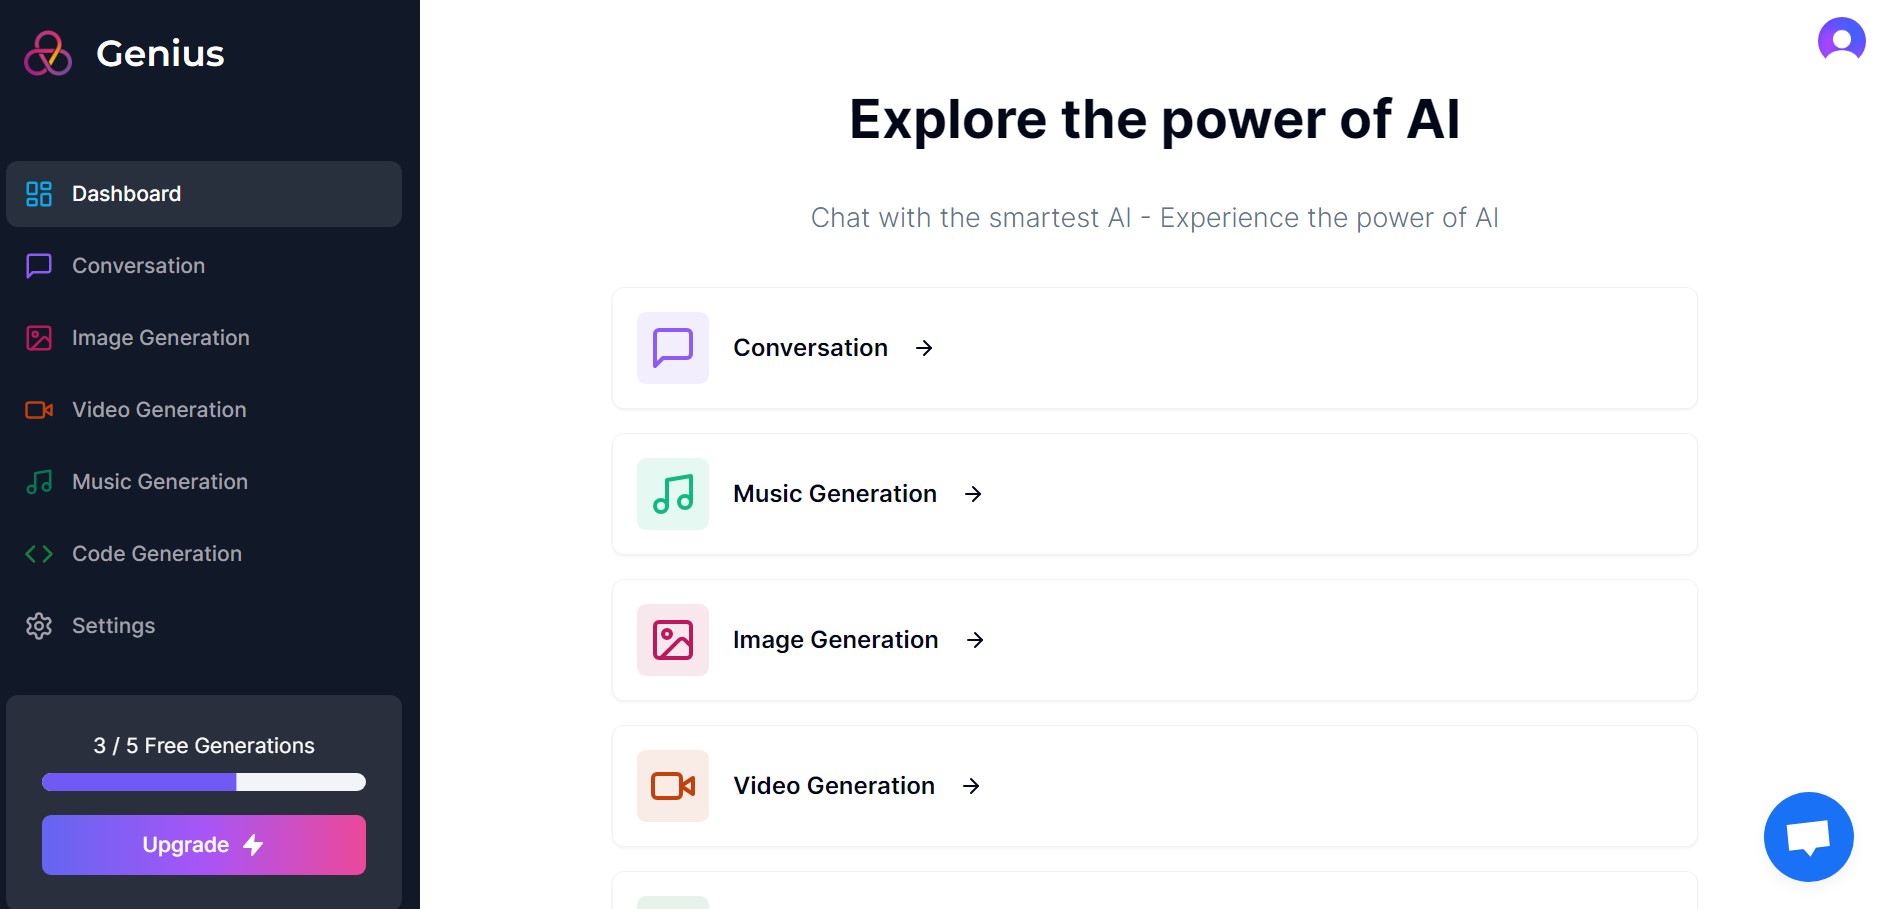 Genius
Dashboard
Conversation
Image Generation
Video Generation
Music Generation
Code Generation
Settings
3 / 5 Free Generations
Upgrade
Explore the power of AI
Chat with the smartest AI - Experience the power of AI
Conversation
Music Generation
Image Generation
Video Generation